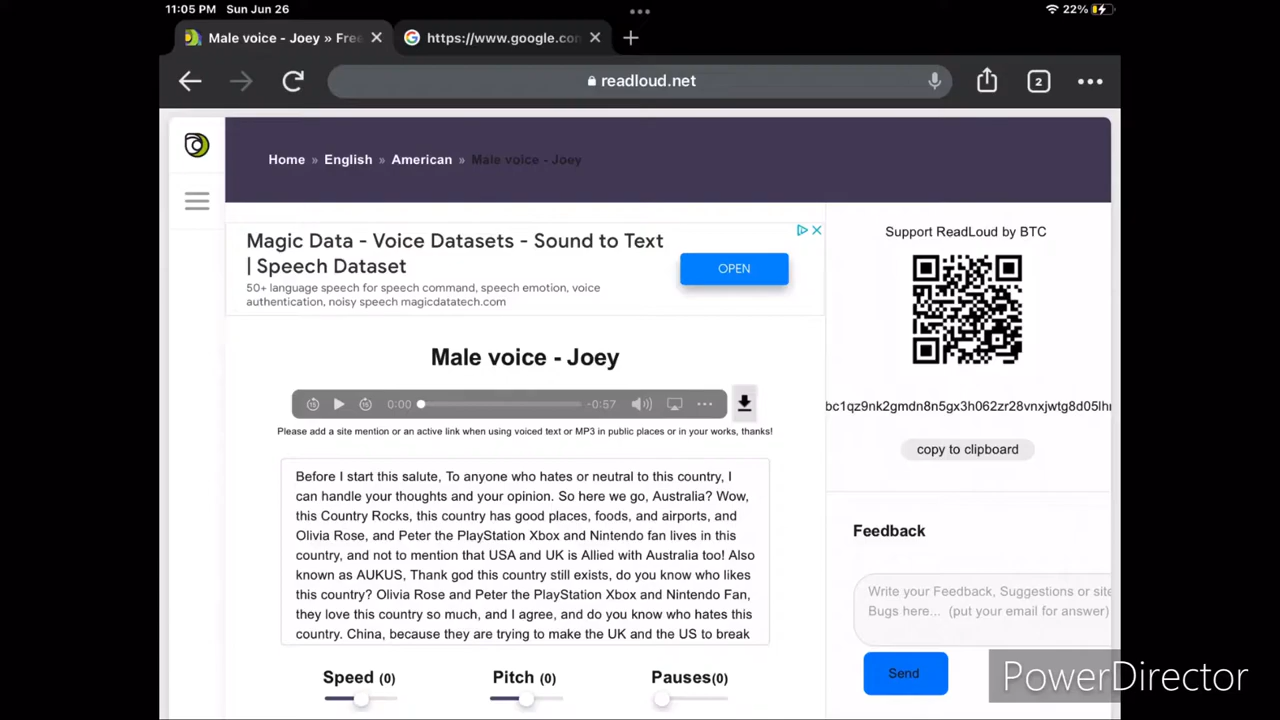 11:05 PM Sun Jun 26
22%
Male voice - Joey » Free
https://www.google.con
readloud.net
2
Home » English » American » Male voice - Joey
Magic Data - Voice Datasets - Sound to Text
| Speech Dataset
50+ language speech for speech command, speech emotion, voice
authentication, noisy speech magicdatatech.com
OPEN
Support ReadLoud by BTC
bc1qz9nk2gmdn8n5gx3h062zr28vnxjwtg8d05lhr
copy to clipboard
Male voice - Joey
15
15
0:00
-0:57
Please add a site mention or an active link when using voiced text or MP3 in public places or in your works, thanks!
Before I start this salute, To anyone who hates or neutral to this country, I
can handle your thoughts and your opinion. So here we go, Australia? Wow,
this Country Rocks, this country has good places, foods, and airports, and
Olivia Rose, and Peter the PlayStation Xbox and Nintendo fan lives in this
country, and not to mention that USA and UK is Allied with Australia too! Also
known as AUKUS, Thank god this country still exists, do you know who likes
this country? Olivia Rose and Peter the PlayStation Xbox and Nintendo Fan,
they love this country so much, and I agree, and do you know who hates this
country. China, because they are trying to make the UK and the US to break
Speed (0)
Pitch (0)
Pauses(0)
Feedback
Write your Feedback, Suggestions or site
Bugs here... (put your email for answer)
Send
PowerDirector